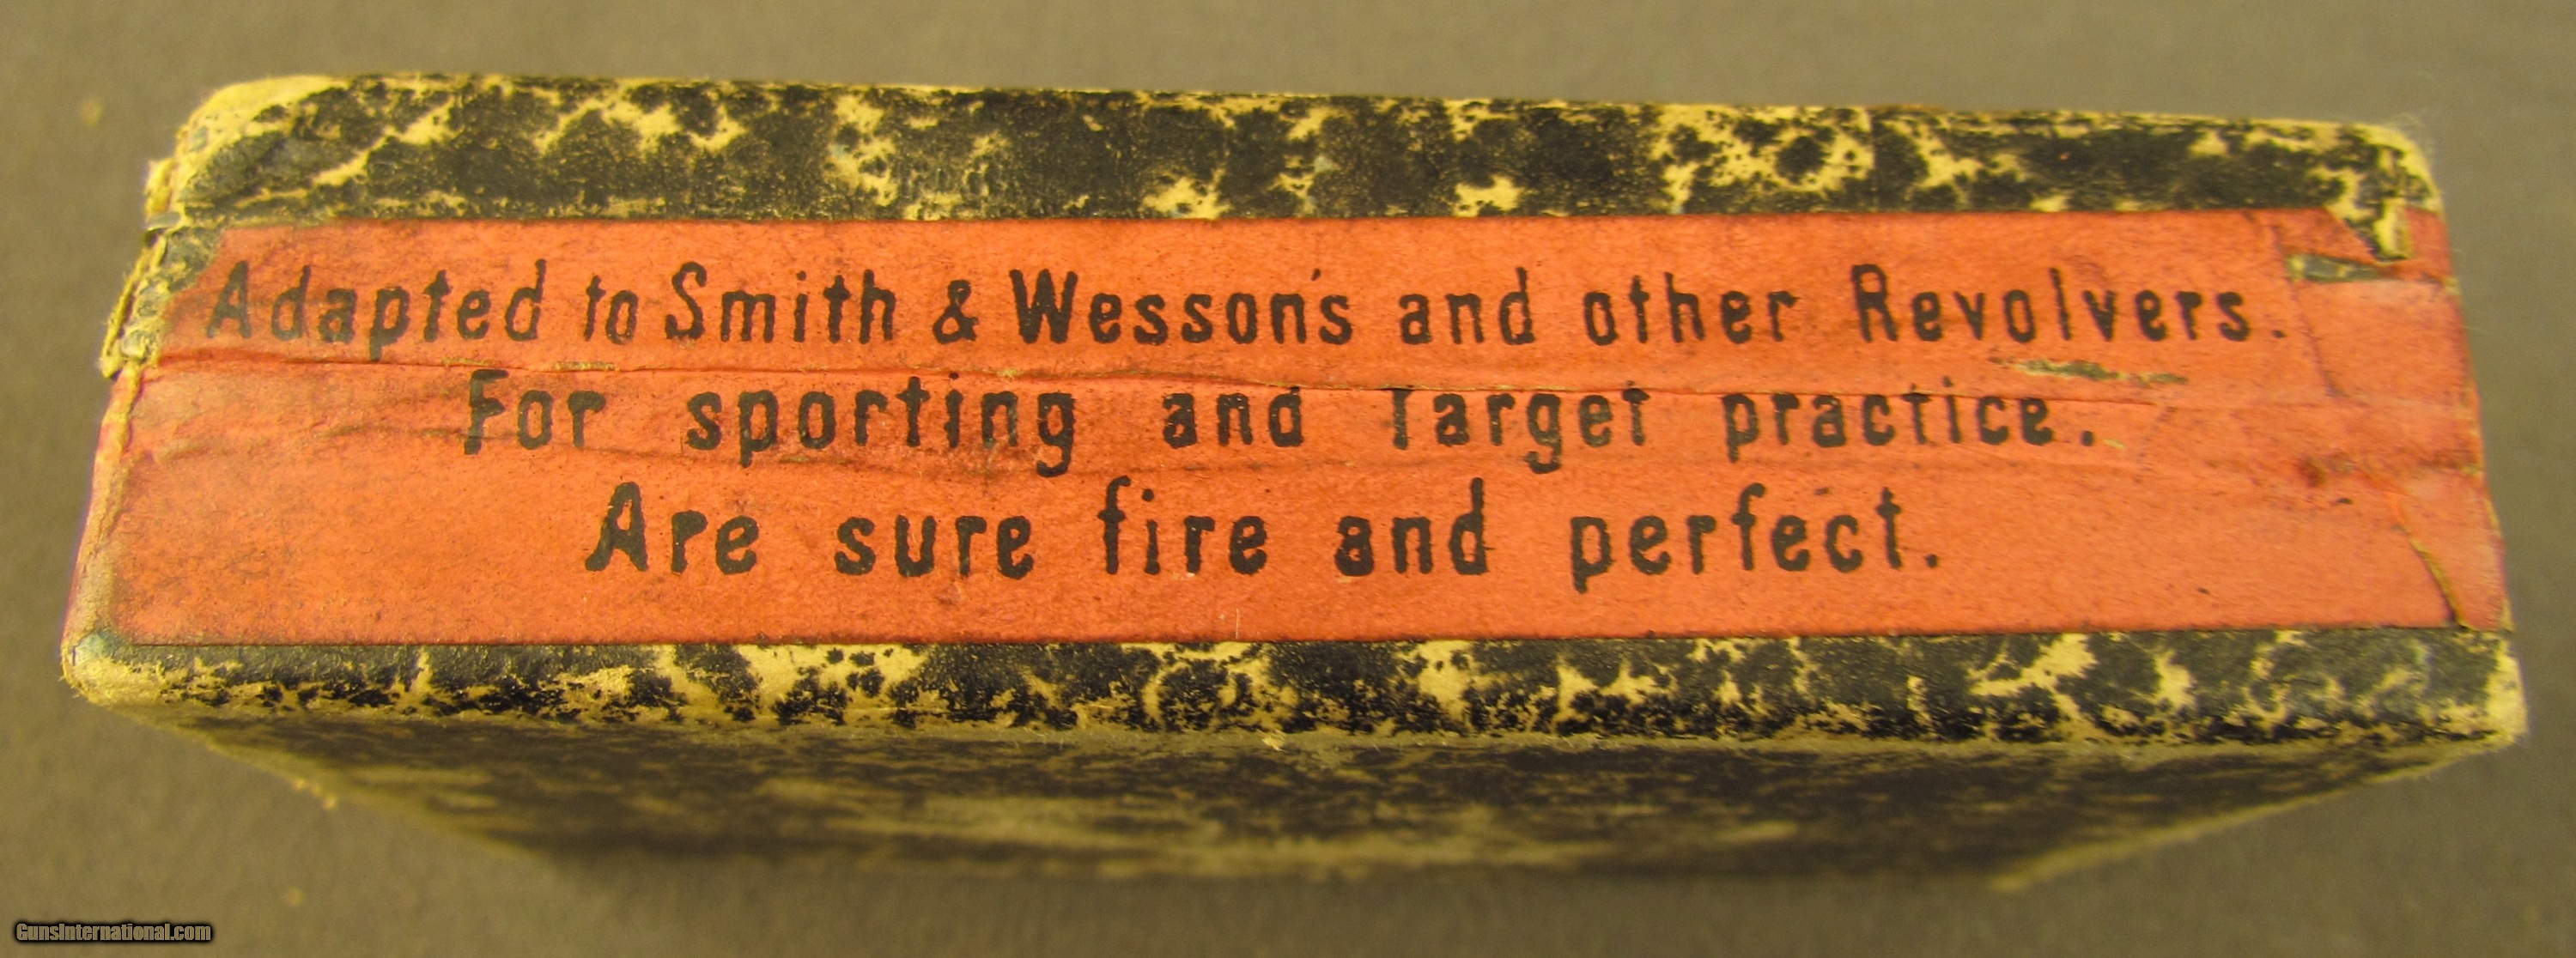 Adapted to Smith & Wesson's and other Revolvers.
For sporting and Target practice.
Are sure fire and perfect.
GunsInternational.com